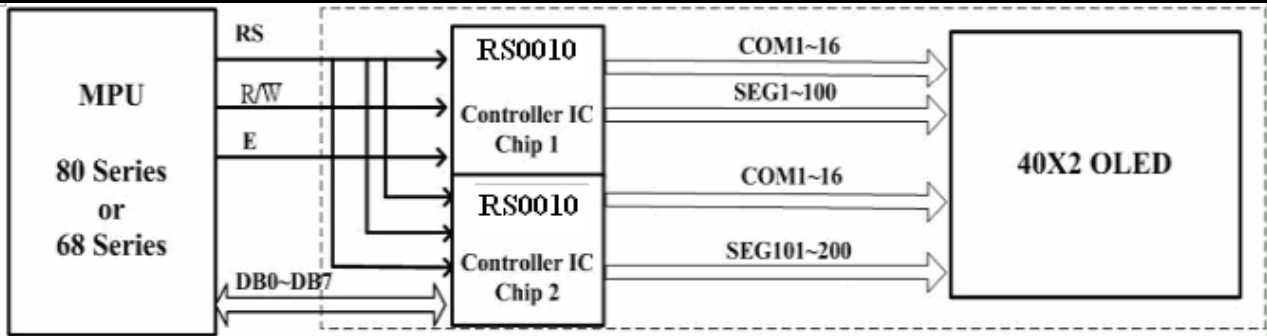 MPU
80 Series
or
68 Series
RS
R/W
E
DB0~DB7
RS0010
Controller IC
Chip 1
RS0010
Controller IC
Chip 2
COM1~16
SEG1~100
COM1~16
SEG101~200
40X2 OLED